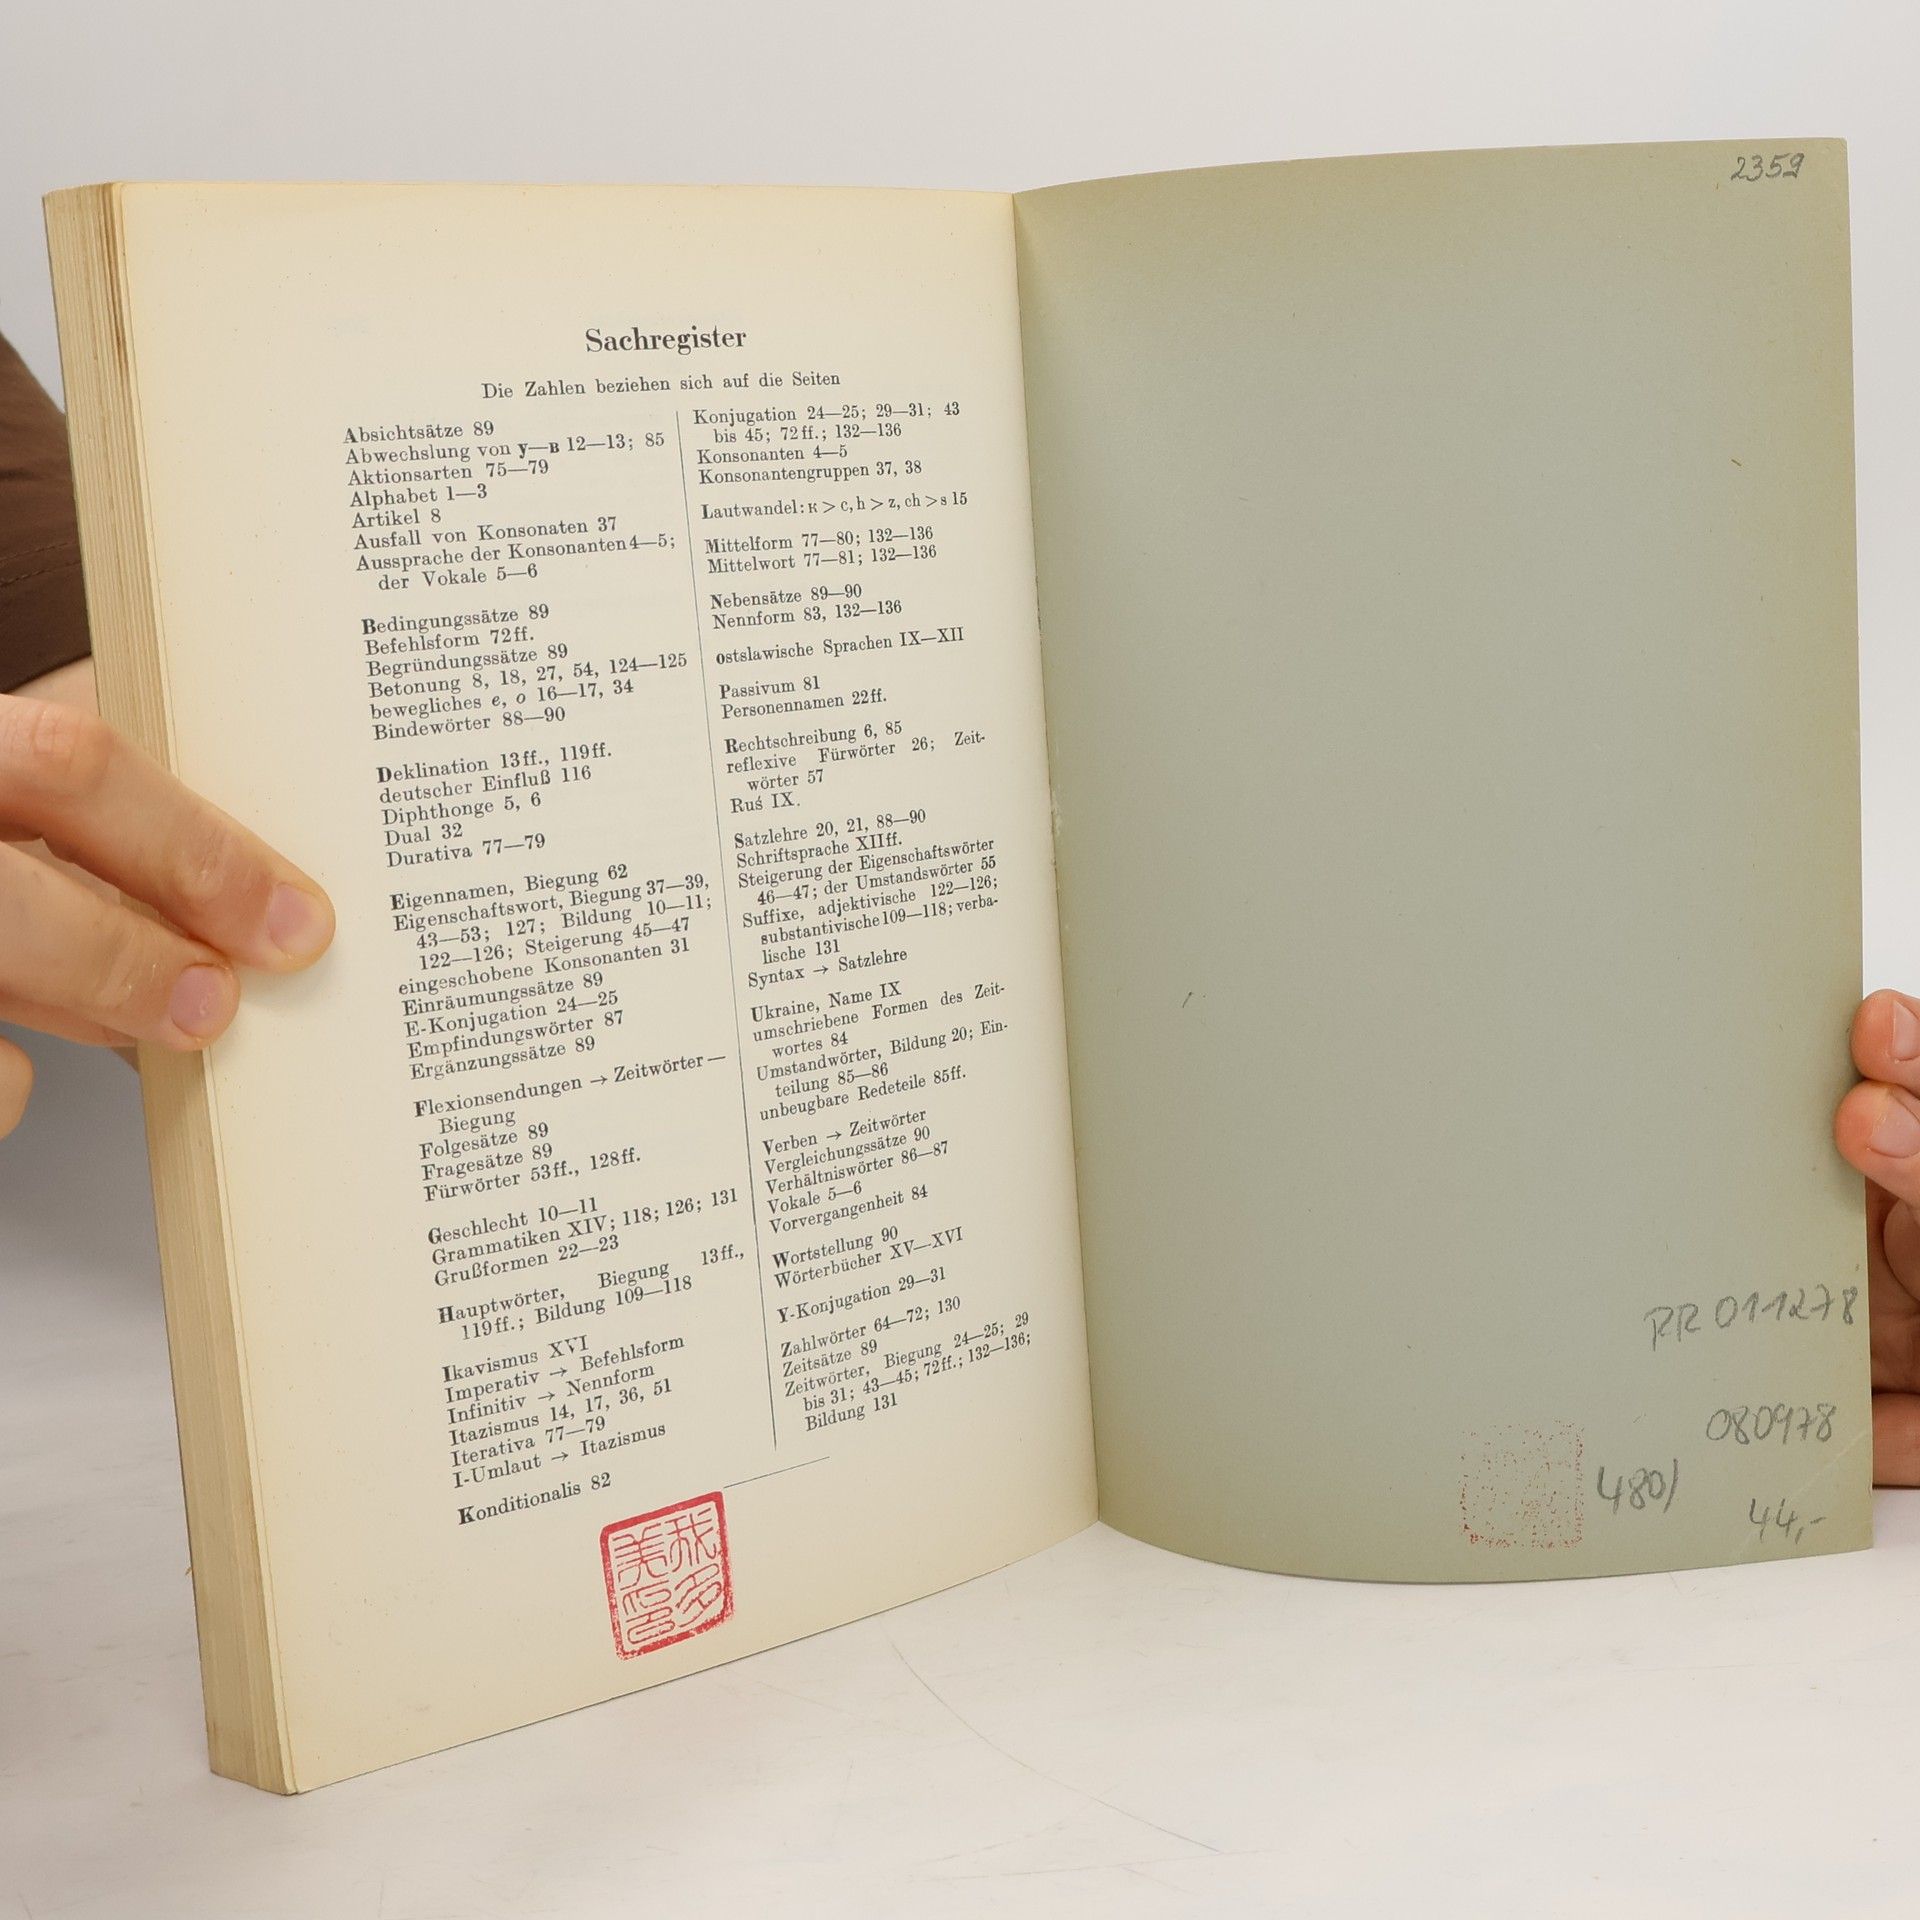 Sachregister
Die Zahlen beziehen sich auf die Seiten
Absichtsätze 89
Abwechslung von у—в 12—13; 85
Aktionsarten 75—79
Alphabet 1—3
Artikel 8
Ausfall von Konsonaten 37
Aussprache der Konsonanten 4—5;
der Vokale 5—6
Bedingungssätze 89
Befehlsform 72ff.
Begründungssätze 89
Betonung 8, 18, 27, 54, 124—125
bewegliches e, o 16—17, 34
Bindewörter 88—90
Deklination 13ff., 119ff.
deutscher Einfluß 116
Diphthonge 5, 6
Dual 32
Durativa 77—79
Eigennamen, Biegung 62
Eigenschaftswort, Biegung 37—39,
43—53; 127; Bildung 10—11;
122—126; Steigerung 45—47
eingeschobene Konsonanten 31
Einräumungssätze 89
E-Konjugation 24—25
Empfindungswörter 87
Ergänzungssätze 89
Flexionsendungen → Zeitwörter —
Biegung
Folgesätze 89
Fragesätze 89
Fürwörter 53ff., 128ff.
Geschlecht 10—11
Grammatiken XIV; 118; 126; 131
Grußformen 22—23
Hauptwörter, Biegung 13ff.,
119ff.; Bildung 109—118
Ikavismus XVI
Imperativ → Befehlsform
Infinitiv → Nennform
Itazismus 14, 17, 36, 51
Iterativa 77—79
I-Umlaut → Itazismus
Konditionalis 82
Konjugation 24—25; 29—31; 43
bis 45; 72ff.; 132—136
Konsonanten 4—5
Konsonantengruppen 37, 38
Lautwandel: к > c, h > z, ch > s 15
Mittelform 77—80; 132—136
Mittelwort 77—81; 132—136
Nebensätze 89—90
Nennform 83, 132—136
ostslawische Sprachen IX—XII
Passivum 81
Personennamen 22ff.
Rechtschreibung 6, 85
reflexive Fürwörter 26; Zeit-
wörter 57
Ruś IX.
Satzlehre 20, 21, 88—90
Schriftsprache XIIff.
Steigerung der Eigenschaftswörter
46—47; der Umstandswörter 55
Suffixe, adjektivische 122—126;
substantivische 109—118; verba-
lische 131
Syntax → Satzlehre
Ukraine, Name IX
umschriebene Formen des Zeit-
wortes 84
Umstandwörter, Bildung 20; Ein-
teilung 85—86
unbeugbare Redeteile 85ff.
Verben → Zeitwörter
Vergleichungssätze 90
Verhältniswörter 86—87
Vokale 5—6
Vorvergangenheit 84
Wortstellung 90
Wörterbücher XV—XVI
Y-Konjugation 29—31
Zahlwörter 64—72; 130
Zeitsätze 89
Zeitwörter, Biegung 24—25; 29
bis 31; 43—45; 72ff.; 132—136;
Bildung 131
2359
RR 011278
080978
480)
44,-